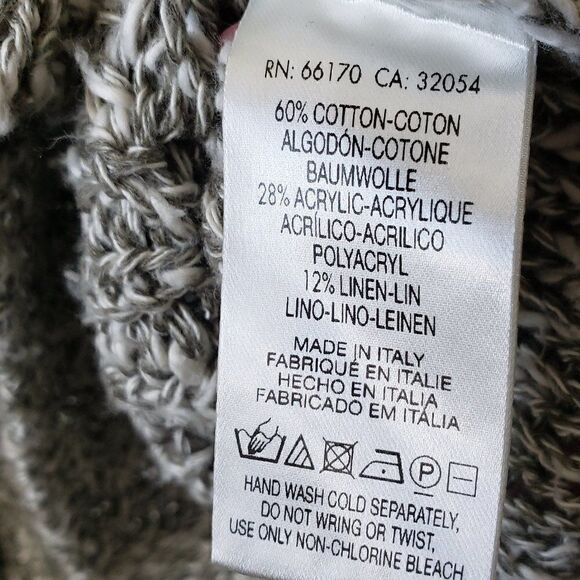 RN: 66170 CA: 32054
60% COTTON-COTON
ALGODÓN-COTONE
BAUMWOLLE
28% ACRYLIC-ACRYLIQUE
ACRÍLICO-ACRILICO
POLYACRYL
12% LINEN-LIN
LINO-LINO-LEINEN
MADE IN ITALY
FABRIQUÉ EN ITALIE
HECHO EN ITALIA
FABRICADO EM ITÁLIA
P
HAND WASH COLD SEPARATELY,
DO NOT WRING OR TWIST,
USE ONLY NON-CHLORINE BLEACH